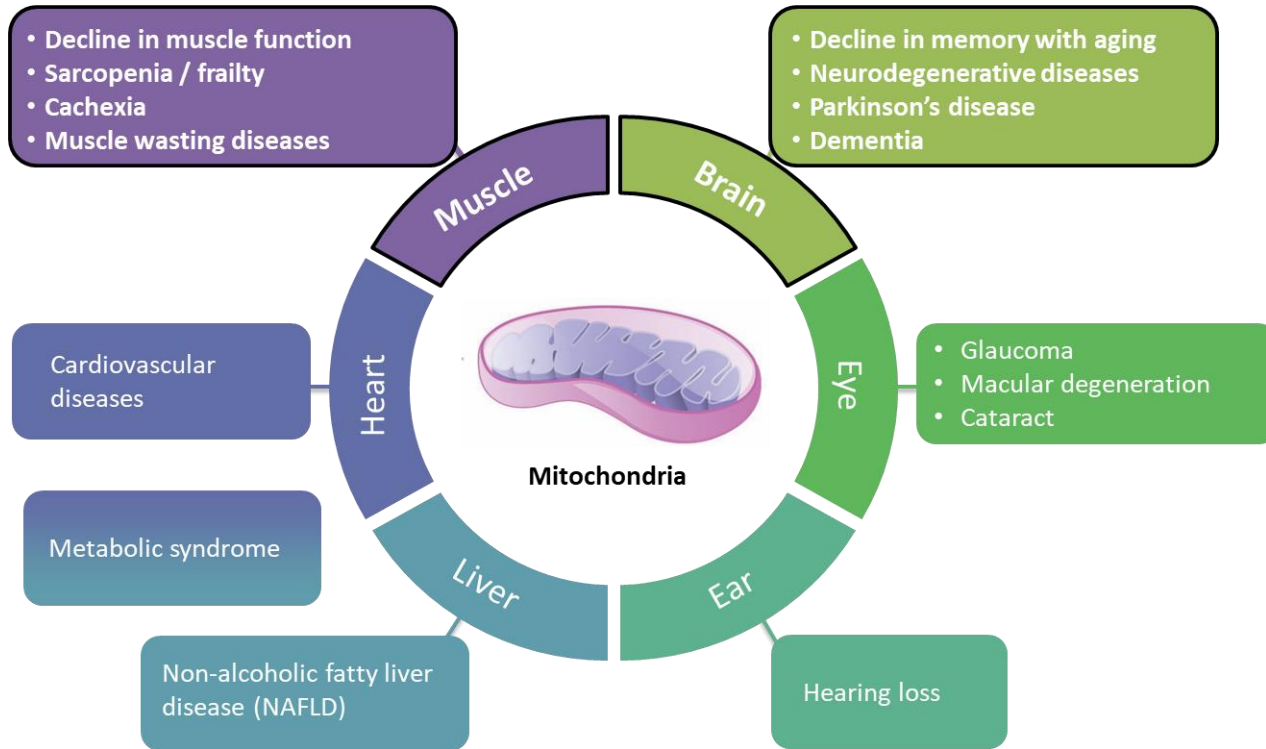 • Decline in muscle function
• Sarcopenia / frailty
• Cachexia
• Muscle wasting diseases
• Decline in memory with aging
• Neurodegenerative diseases
• Parkinson's disease
• Dementia
Muscle
Brain
Cardiovascular
diseases
Heart
Eye
• Glaucoma
• Macular degeneration
• Cataract
Mitochondria
Metabolic syndrome
Liver
Ear
Non-alcoholic fatty liver
disease (NAFLD)
Hearing loss